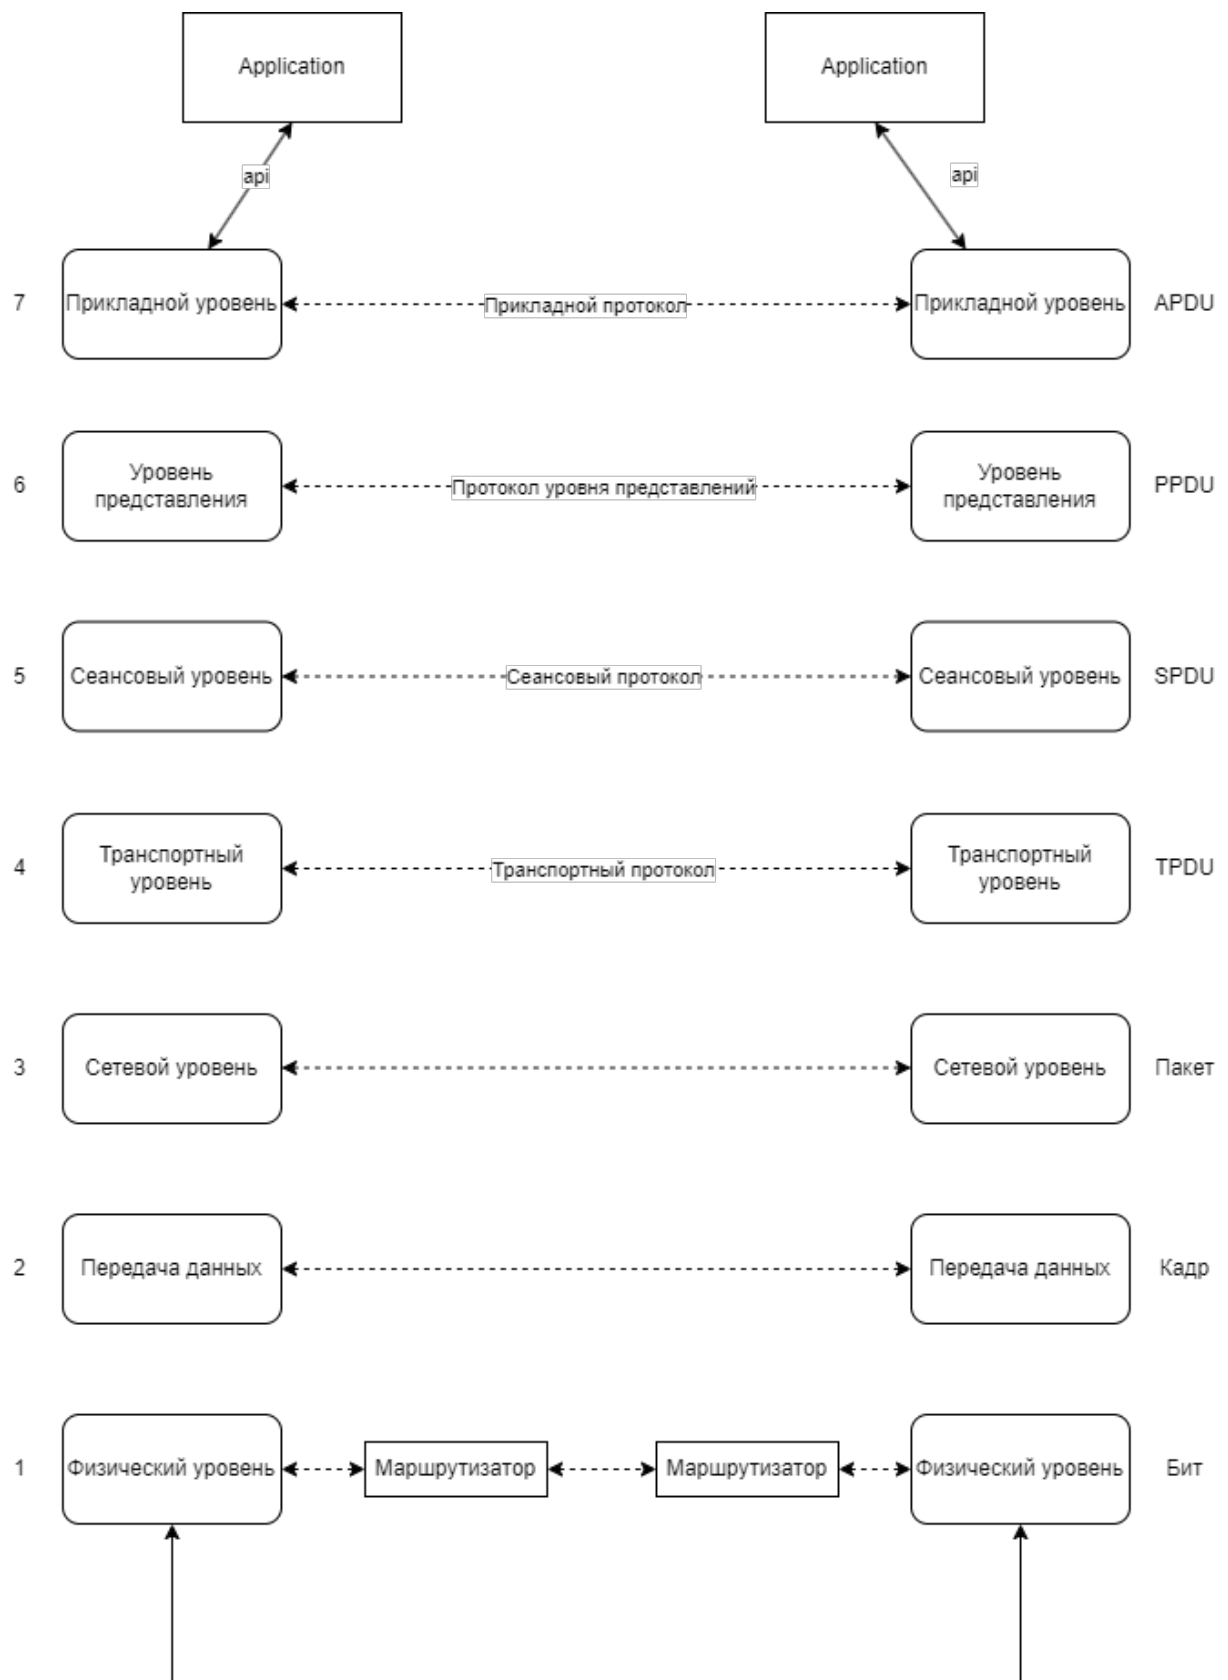 Application
Application
api
api
7
Прикладной уровень
Прикладной протокол
Прикладной уровень
APDU
6
Уровень
представления
Протокол уровня представлений
Уровень
представления
PPDU
5
Сеансовый уровень
Сеансовый протокол
Сеансовый уровень
SPDU
4
Транспортный
уровень
Транспортный протокол
Транспортный
уровень
TPDU
3
Сетевой уровень
Сетевой уровень
Пакет
2
Передача данных
Передача данных
Кадр
1
Физический уровень
Маршрутизатор
Маршрутизатор
Физический уровень
Бит